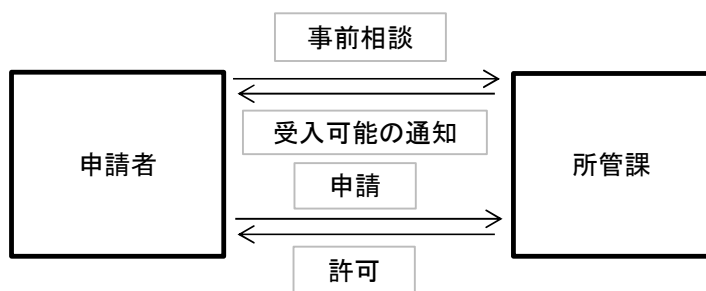 事前相談
申請者
受入可能の通知
所管課
申請
許可